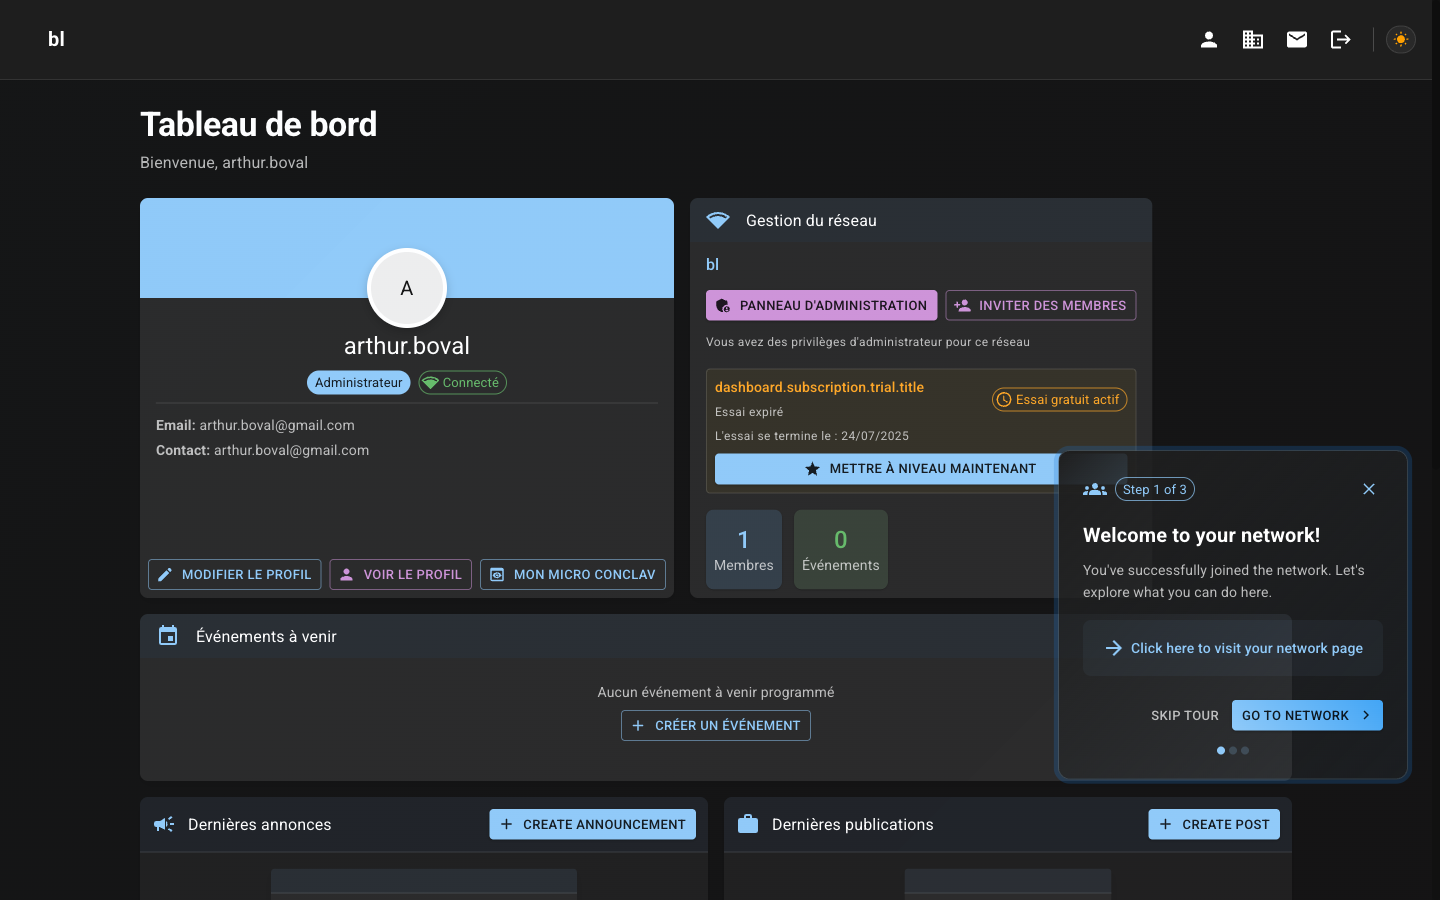 bl
Tableau de bord
Bienvenue, arthur.boval
A
arthur.boval
Administrateur
Connecté
Email: arthur.boval@gmail.com
Contact: arthur.boval@gmail.com
MODIFIER LE PROFIL
VOIR LE PROFIL
MON MICRO CONCLAV
Gestion du réseau
bl
PANNEAU D'ADMINISTRATION
INVITER DES MEMBRES
Vous avez des privilèges d'administrateur pour ce réseau
dashboard.subscription.trial.title
Essai gratuit actif
Essai expiré
L'essai se termine le : 24/07/2025
METTRE À NIVEAU MAINTENANT
1
Membres
0
Événements
Événements à venir
Aucun événement à venir programmé
CRÉER UN ÉVÉNEMENT
Step 1 of 3
Welcome to your network!
You've successfully joined the network. Let's
explore what you can do here.
Click here to visit your network page
SKIP TOUR
GO TO NETWORK
Dernières annonces
CREATE ANNOUNCEMENT
Dernières publications
CREATE POST